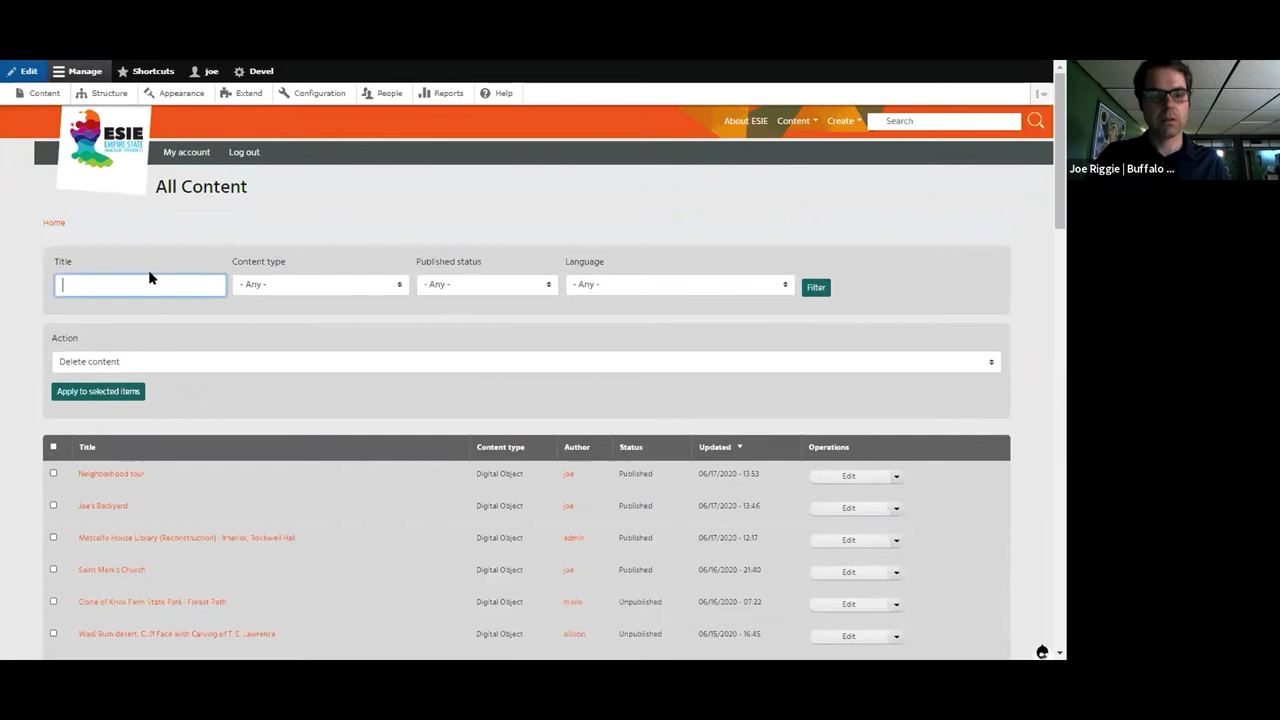 Edit Manage Shortcuts joe Devel
Content Structure Appearance Extend Configuration People Reports Help
ESIE
EMPIRE STATE
About ESIE Content Create Search
My account Log out
All Content
Home
Title Content type Published status Language
- Any - - Any - - Any - Filter
Action
Delete content
Apply to selected items
Title Content type Author Status Updated Operations
Neighborhood tour Digital Object joe Published 06/17/2020 - 13:53 Edit
Joe's Backyard Digital Object joe Published 06/17/2020 - 13:46 Edit
Metcalfe House Library (Reconstruction) : Interior, Rockwell Hall Digital Object admin Published 06/17/2020 - 12:17 Edit
Saint Mark's Church Digital Object joe Published 06/16/2020 - 21:40 Edit
Clone of Knox Farm State Park : Forest Path Digital Object Unpublished 06/16/2020 - 07:22 Edit
Wadi Rum desert, Cliff Face with Carving of T. E. Lawrence Digital Object allison Unpublished 06/15/2020 - 16:45 Edit
Joe Riggie | Buffalo ...